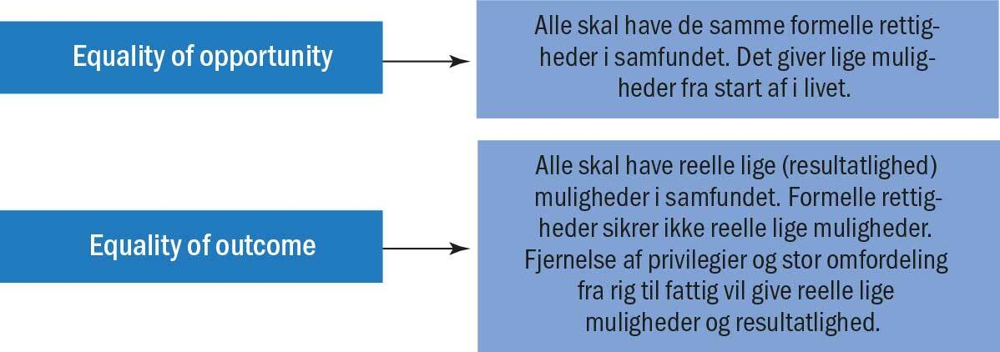 Equality of opportunity
Alle skal have de samme formelle rettig-
heder i samfundet. Det giver lige mulig-
heder fra start af i livet.
Equality of outcome
Alle skal have reelle lige (resultatlighed)
muligheder i samfundet. Formelle rettig-
heder sikrer ikke reelle lige muligheder.
Fjernelse af privilegier og stor omfordeling
fra rig til fattig vil give reelle lige
muligheder og resultatlighed.